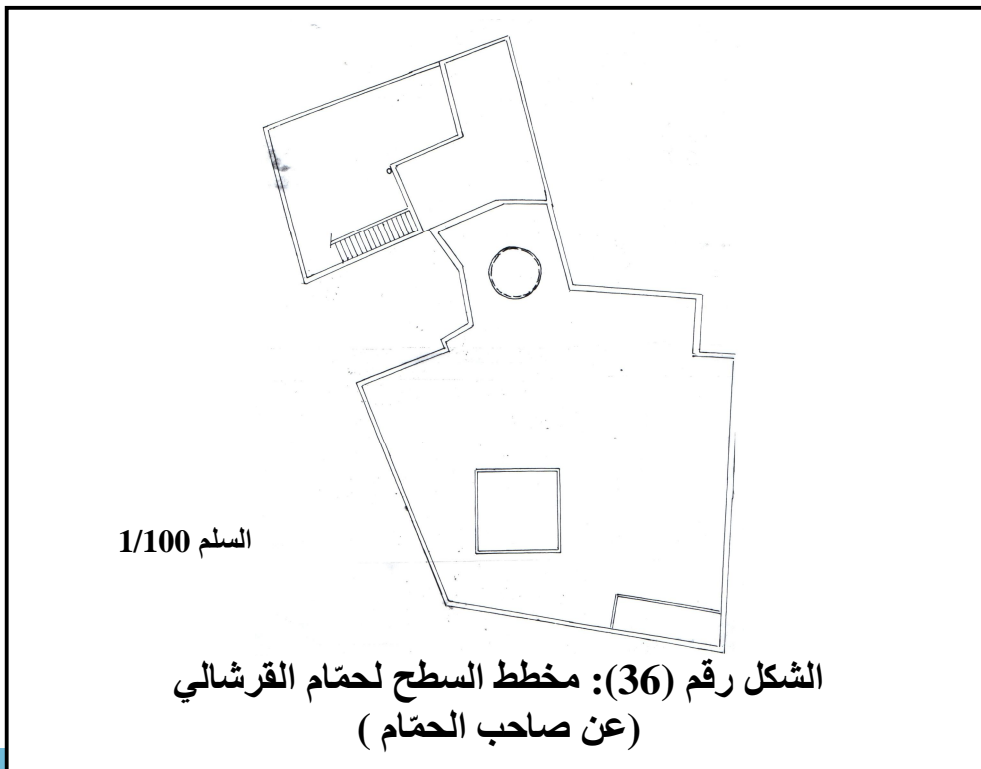 السلم 1/100
الشكل رقم (36): مخطط السطح لحمّام القرشالي
(عن صاحب الحمّام )